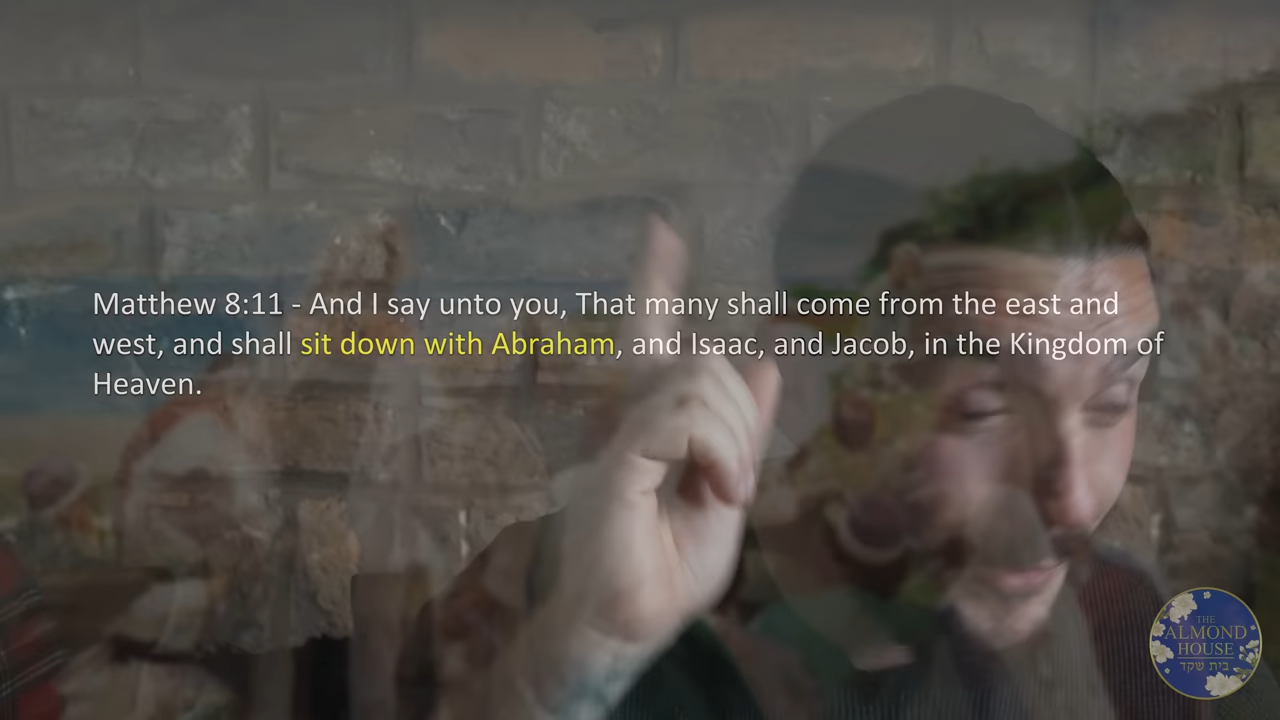 Matthew 8:11 - And I say unto you, That many shall come from the east and
west, and shall sit down with Abraham, and Isaac, and Jacob, in the Kingdom of
Heaven.
THE
ALMOND
HOUSE
בית שקד